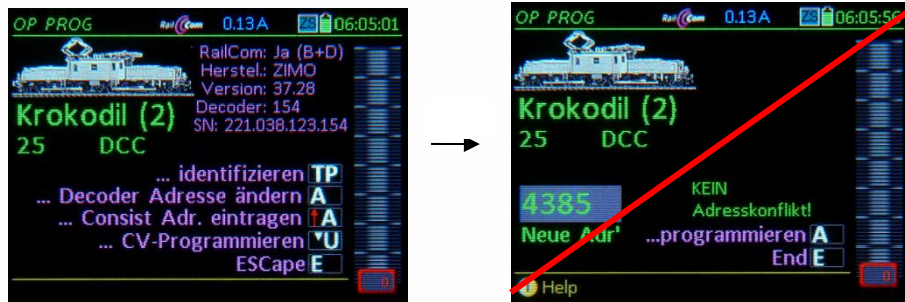 OP PROG RailCom 0.13A ZS 06:05:01
RailCom: Ja (B+D)
Herstel.: ZIMO
Version: 37.28
Decoder: 154
SN: 221.038.123.154
Krokodil (2)
25 DCC
... identifizieren TP
... Decoder Adresse ändern A
... Consist Adr. eintragen ↑A
... CV-Programmieren ▼U
ESCape E
0
OP PROG RailCom 0.13A ZS 06:05:56
Krokodil (2)
25 DCC
4385
KEIN
Adresskonflikt!
Neue Adr' ...programmieren A
End E
0
i Help